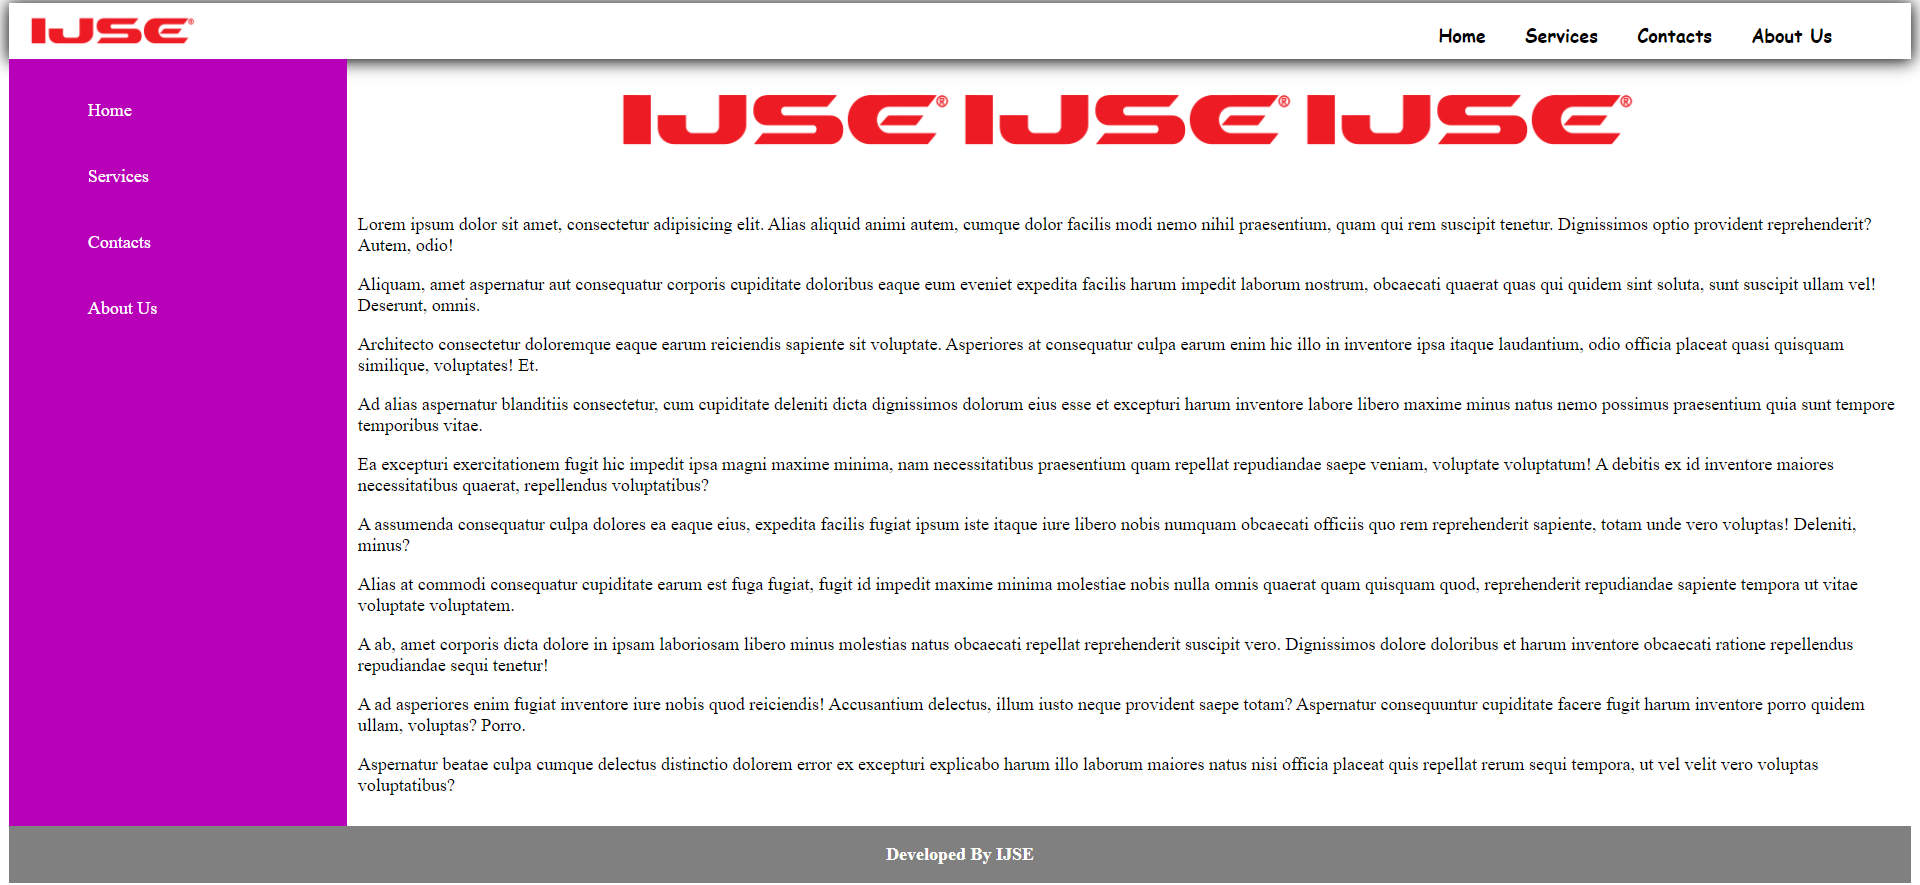 IJSE®
Home Services Contacts About Us
Home
Services
Contacts
About Us
IJSE® IJSE® IJSE®
Lorem ipsum dolor sit amet, consectetur adipisicing elit. Alias aliquid animi autem, cumque dolor facilis modi nemo nihil praesentium, quam qui rem suscipit tenetur. Dignissimos optio provident reprehenderit?
Autem, odio!
Aliquam, amet aspernatur aut consequatur corporis cupiditate doloribus eaque eum eveniet expedita facilis harum impedit laborum nostrum, obcaecati quaerat quas qui quidem sint soluta, sunt suscipit ullam vel!
Deserunt, omnis.
Architecto consectetur doloremque eaque earum reiciendis sapiente sit voluptate. Asperiores at consequatur culpa earum enim hic illo in inventore ipsa itaque laudantium, odio officia placeat quasi quisquam
similique, voluptates! Et.
Ad alias aspernatur blanditiis consectetur, cum cupiditate deleniti dicta dignissimos dolorum eius esse et excepturi harum inventore labore libero maxime minus natus nemo possimus praesentium quia sunt tempore
temporibus vitae.
Ea excepturi exercitationem fugit hic impedit ipsa magni maxime minima, nam necessitatibus praesentium quam repellat repudiandae saepe veniam, voluptate voluptatum! A debitis ex id inventore maiores
necessitatibus quaerat, repellendus voluptatibus?
A assumenda consequatur culpa dolores ea eaque eius, expedita facilis fugiat ipsum iste itaque iure libero nobis numquam obcaecati officiis quo rem reprehenderit sapiente, totam unde vero voluptas! Deleniti,
minus?
Alias at commodi consequatur cupiditate earum est fuga fugiat, fugit id impedit maxime minima molestiae nobis nulla omnis quaerat quam quisquam quod, reprehenderit repudiandae sapiente tempora ut vitae
voluptate voluptatem.
A ab, amet corporis dicta dolore in ipsam laboriosam libero minus molestias natus obcaecati repellat reprehenderit suscipit vero. Dignissimos dolore doloribus et harum inventore obcaecati ratione repellendus
repudiandae sequi tenetur!
A ad asperiores enim fugiat inventore iure nobis quod reiciendis! Accusantium delectus, illum iusto neque provident saepe totam? Aspernatur consequuntur cupiditate facere fugit harum inventore porro quidem
ullam, voluptas? Porro.
Aspernatur beatae culpa cumque delectus distinctio dolorem error ex excepturi explicabo harum illo laborum maiores natus nisi officia placeat quis repellat rerum sequi tempora, ut vel velit vero voluptas
voluptatibus?
Developed By IJSE